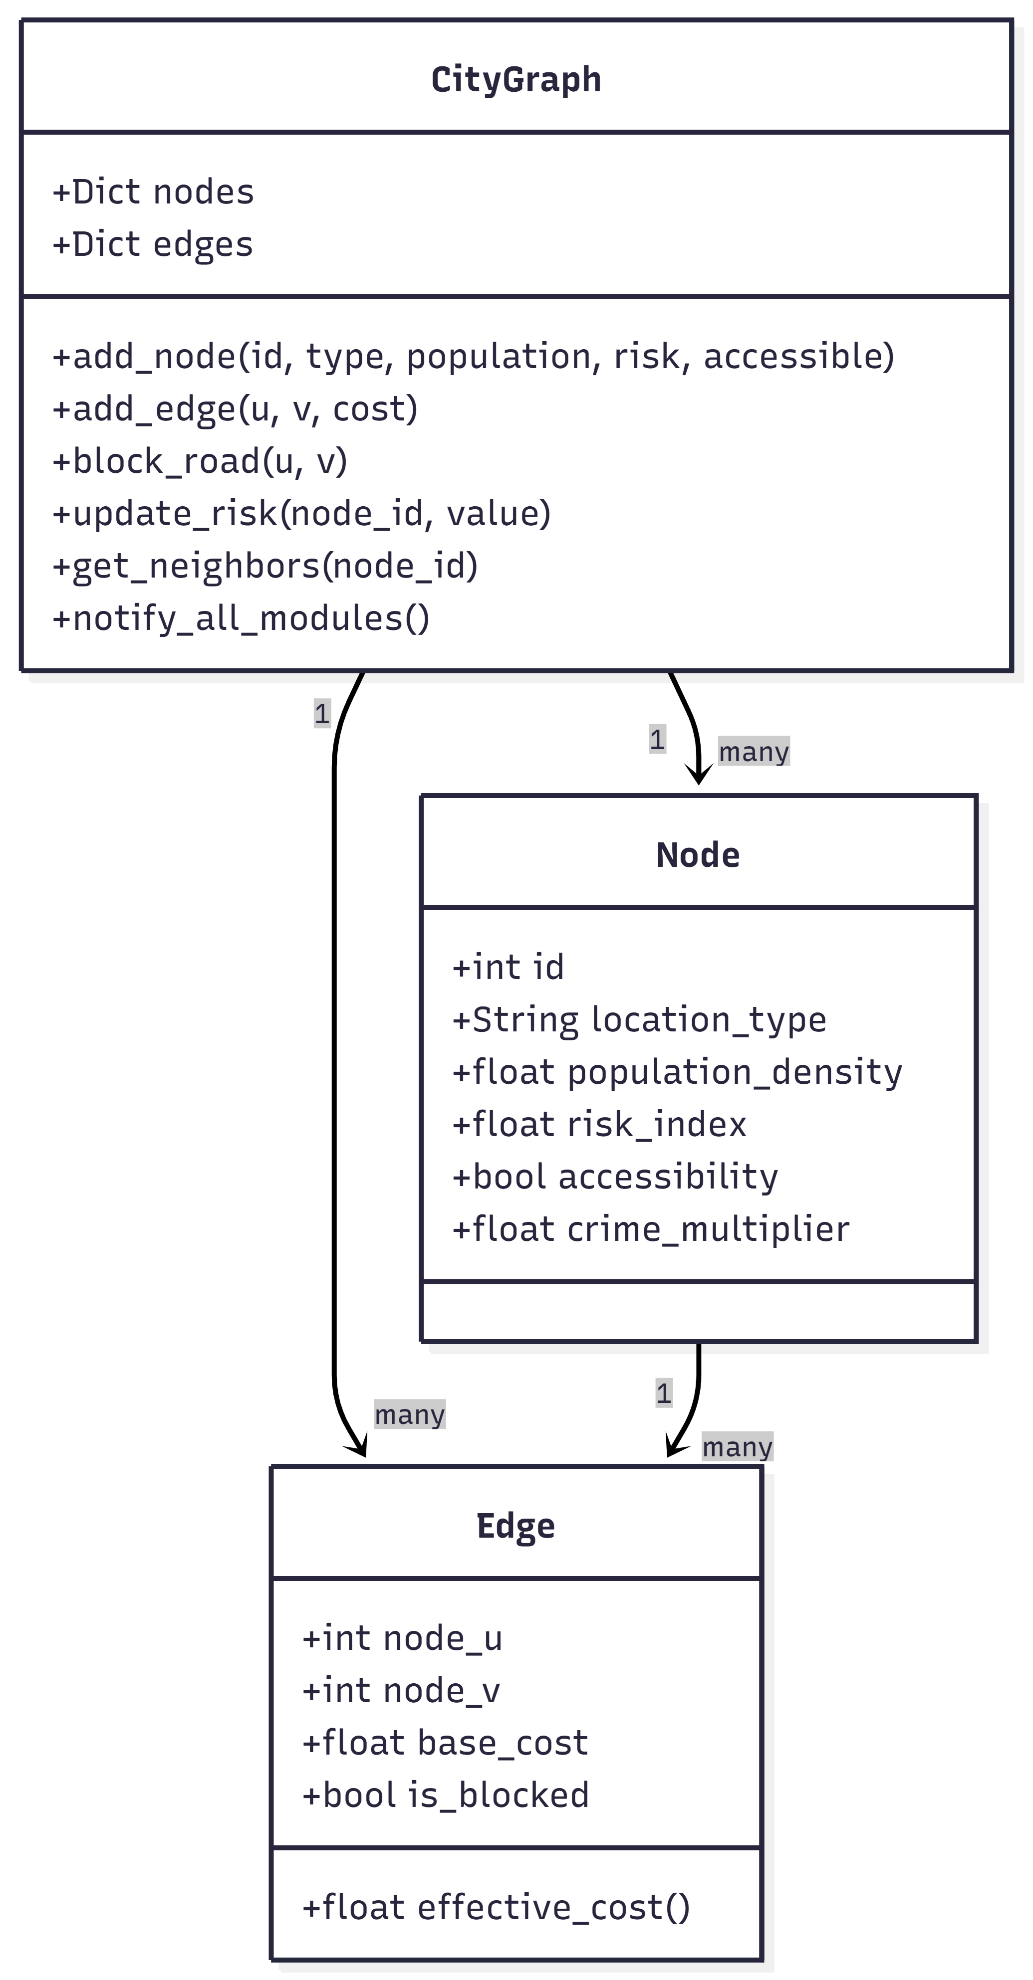 CityGraph
+Dict nodes
+Dict edges
+add_node(id, type, population, risk, accessible)
+add_edge(u, v, cost)
+block_road(u, v)
+update_risk(node_id, value)
+get_neighbors(node_id)
+notify_all_modules()
1
1
many
Node
+int id
+String location_type
+float population_density
+float risk_index
+bool accessibility
+float crime_multiplier
1
many
many
Edge
+int node_u
+int node_v
+float base_cost
+bool is_blocked
+float effective_cost()